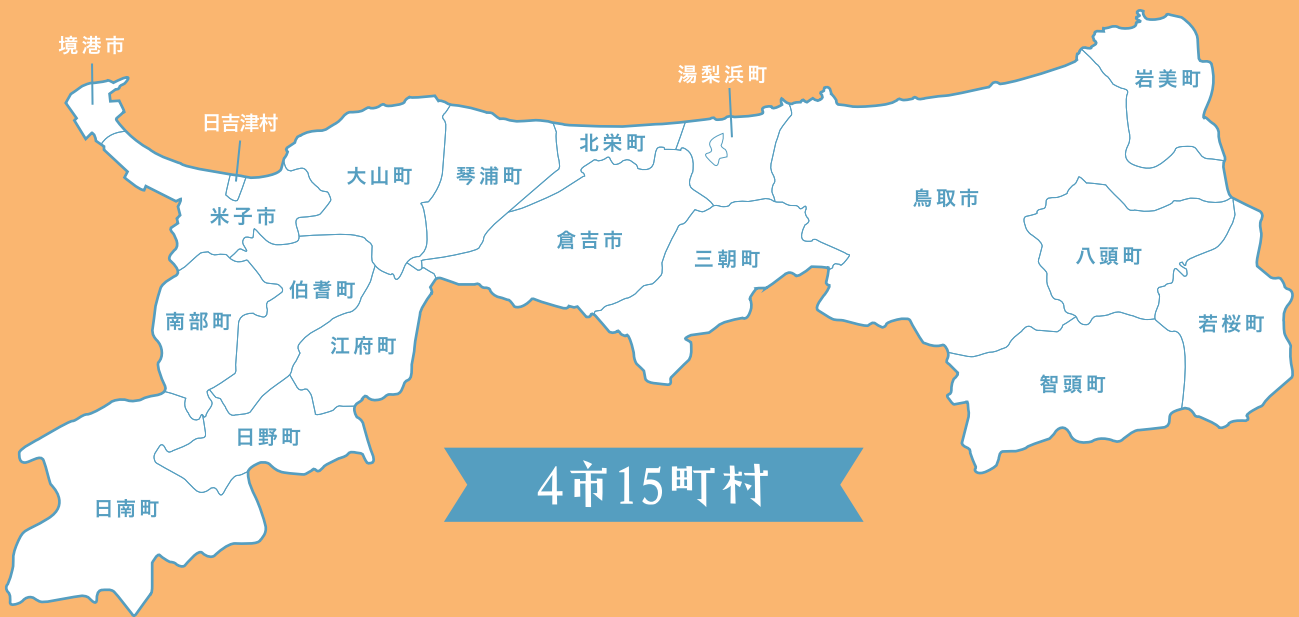 境港市
湯梨浜町
岩美町
日吉津村
北栄町
大山町
琴浦町
鳥取市
米子市
倉吉市
三朝町
八頭町
伯耆町
南部町
若桜町
江府町
智頭町
日野町
4市15町村
日南町